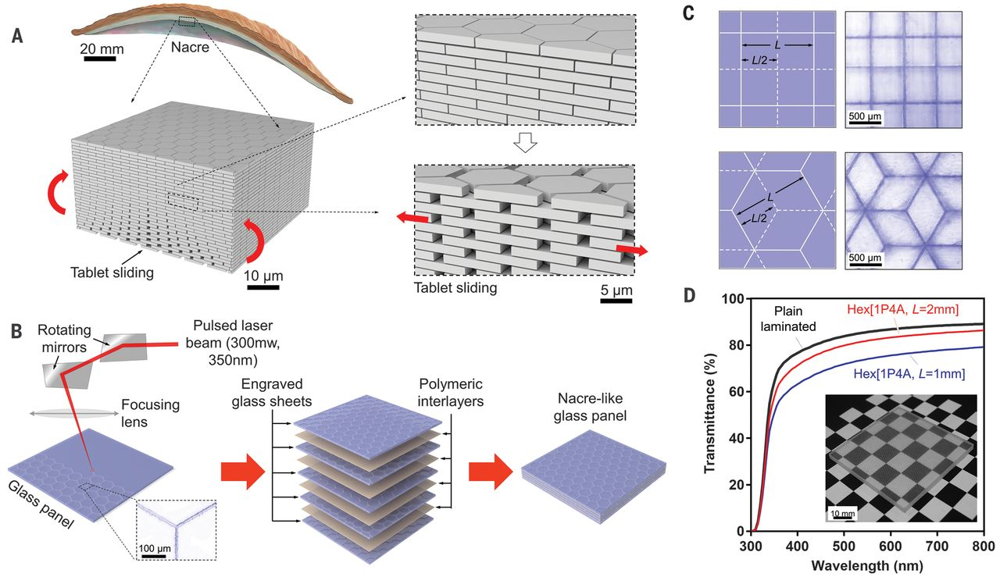 A
20 mm
Nacre
Tablet sliding
10 µm
Tablet sliding
5 µm
B
Rotating
mirrors
Pulsed laser
beam (300mw,
350nm)
Focusing
lens
Glass panel
100 µm
Engraved
glass sheets
Polymeric
interlayers
Nacre-like
glass panel
C
L
L/2
500 µm
L
L/2
500 µm
D
100
80
60
40
20
0
Transmittance (%)
Plain
laminated
Hex[1P4A, L=2mm]
Hex[1P4A, L=1mm]
10 mm
300
400
500
600
700
800
Wavelength (nm)